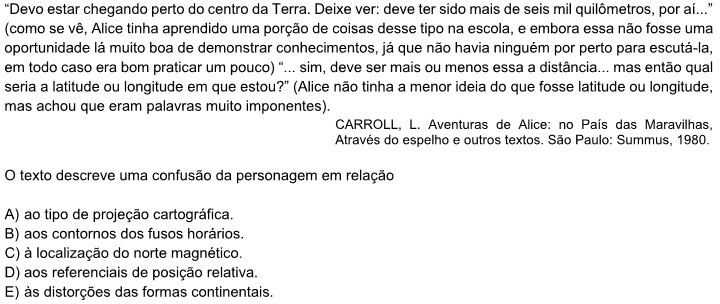 “Devo estar chegando perto do centro da Terra. Deixe ver: deve ter sido mais de seis mil quilômetros, por aí...”
(como se vê, Alice tinha aprendido uma porção de coisas desse tipo na escola, e embora essa não fosse uma
oportunidade lá muito boa de demonstrar conhecimentos, já que não havia ninguém por perto para escutá-la,
em todo caso era bom praticar um pouco) “... sim, deve ser mais ou menos essa a distância... mas então qual
seria a latitude ou longitude em que estou?” (Alice não tinha a menor ideia do que fosse latitude ou longitude,
mas achou que eram palavras muito imponentes).
CARROLL, L. Aventuras de Alice: no País das Maravilhas,
Através do espelho e outros textos. São Paulo: Summus, 1980.
O texto descreve uma confusão da personagem em relação
A) ao tipo de projeção cartográfica.
B) aos contornos dos fusos horários.
C) à localização do norte magnético.
D) aos referenciais de posição relativa.
E) às distorções das formas continentais.